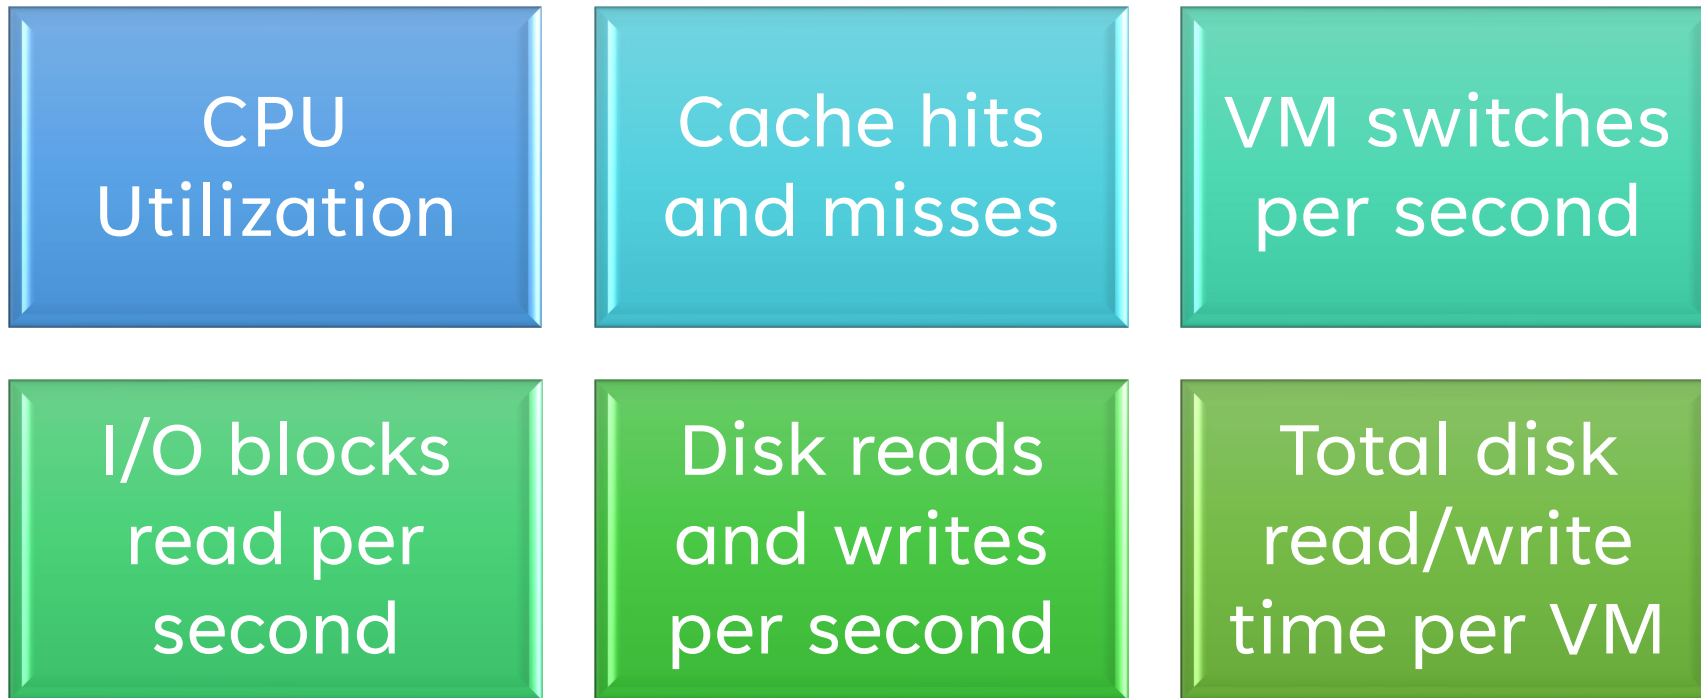 CPU
Utilization
Cache hits
and misses
VM switches
per second
I/O blocks
read per
second
Disk reads
and writes
per second
Total disk
read/write
time per VM